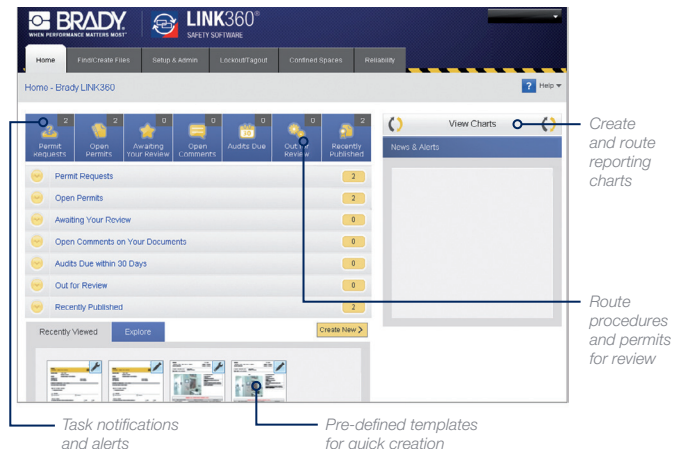 BRADY.
WHEN PERFORMANCE MATTERS MOST™
LINK360®
SAFETY SOFTWARE
Home
Find/Create Files
Setup & Admin
Lockout/Tagout
Confined Spaces
Reliability
Home - Brady LINK360
? Help
2
Permit
Requests
2
Open
Permits
0
Awaiting
Your Review
0
Open
Comments
0
Audits Due
0
Out for
Review
2
Recently
Published
View Charts
News & Alerts
Permit Requests 2
Open Permits 2
Awaiting Your Review 0
Open Comments on Your Documents 0
Audits Due within 30 Days 0
Out for Review 0
Recently Published 2
Recently Viewed
Explore
Create New
Create
and route
reporting
charts
Route
procedures
and permits
for review
Task notifications
and alerts
Pre-defined templates
for quick creation